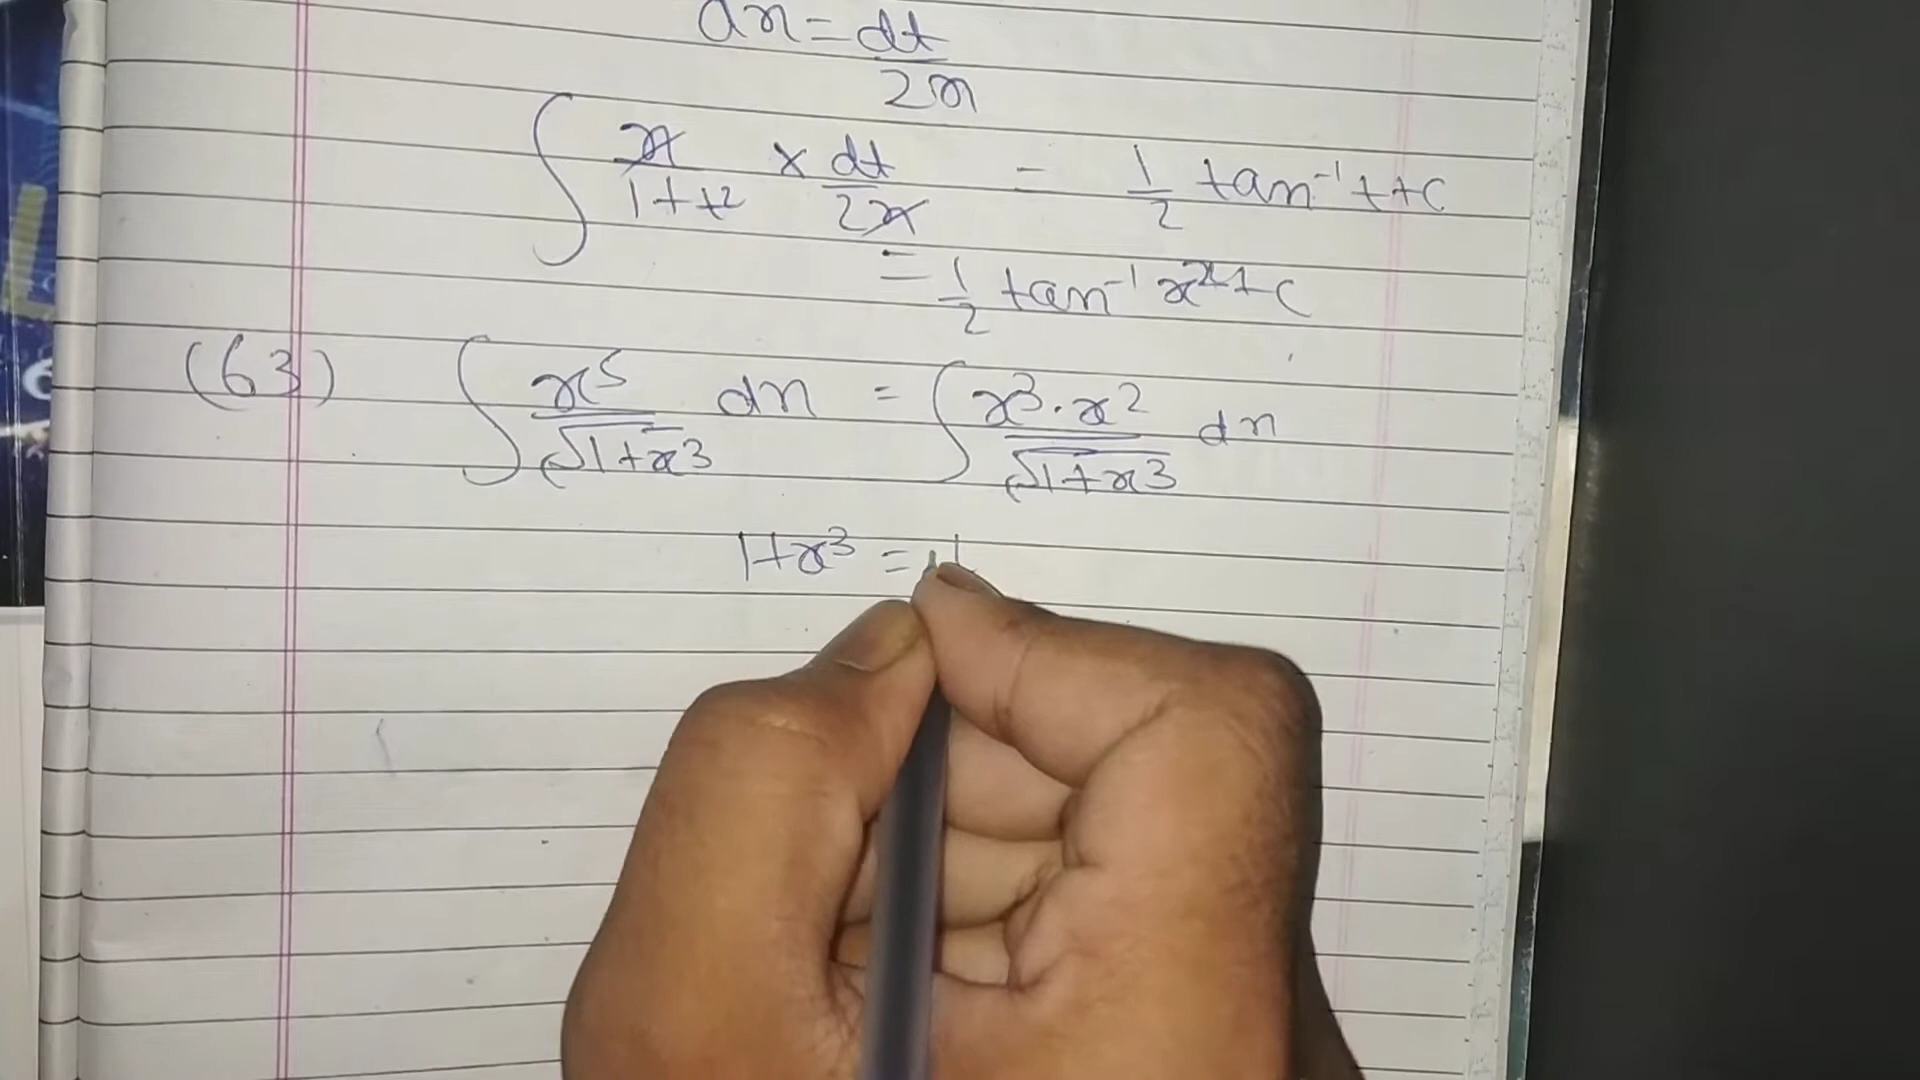 dx = dt/2x
∫ x/1+t² × dt/2x = 1/2 tan⁻¹ t + c
= 1/2 tan⁻¹ x² + c
(63) ∫ x⁵/√1+x³ dx = ∫ x³·x²/√1+x³ dx
1+x³ = t